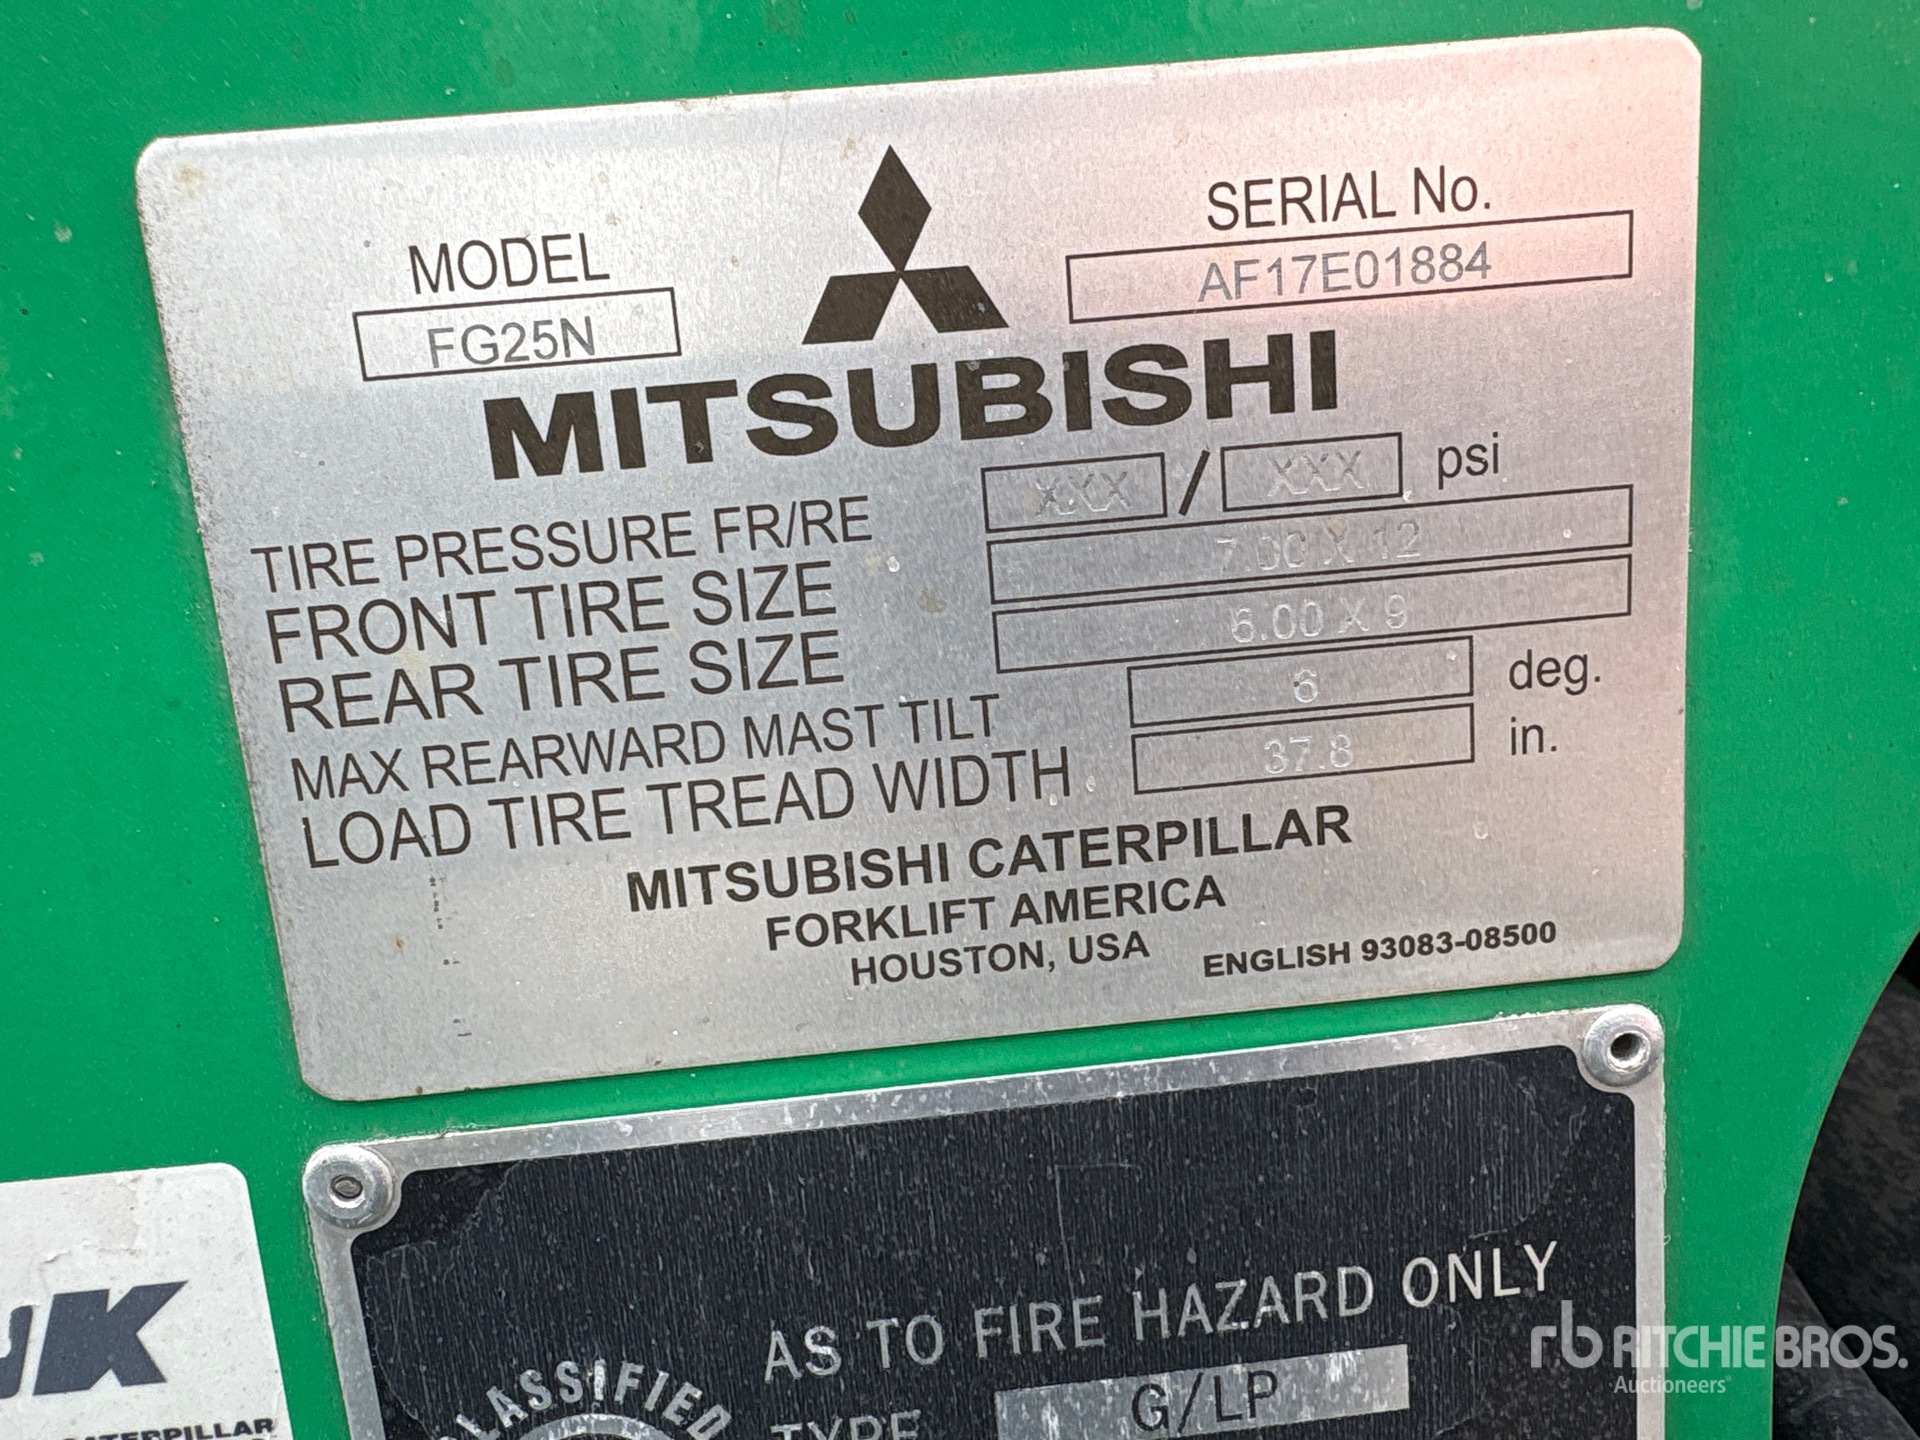 MODEL
FG25N
SERIAL No.
AF17E01884
MITSUBISHI
TIRE PRESSURE FR/RE XXX / XXX psi
FRONT TIRE SIZE 7.00 X 12
REAR TIRE SIZE 6.00 X 9
MAX REARWARD MAST TILT 6 deg.
LOAD TIRE TREAD WIDTH 37.8 in.
MITSUBISHI CATERPILLAR
FORKLIFT AMERICA
HOUSTON, USA
ENGLISH 93083-08500
CLASSIFIED
AS TO FIRE HAZARD ONLY
TYPE G/LP
CATERPILLAR
rb RITCHIE BROS.
Auctioneers